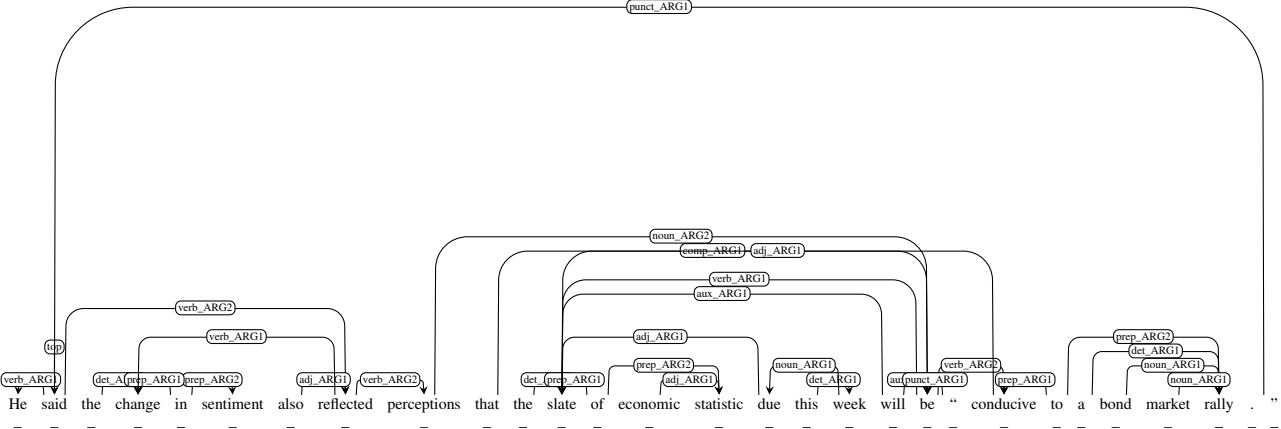 punct_ARG1
noun_ARG2
comp_ARG1 adj_ARG1
verb_ARG1
aux_ARG1
verb_ARG2
verb_ARG1 adj_ARG1 prep_ARG2
top det_ARG1
prep_ARG2 noun_ARG1 verb_ARG2 noun_ARG1
verb_ARG1 prep_ARG1 prep_ARG2 adj_ARG1 verb_ARG2 det_ prep_ARG1 adj_ARG1 det_ARG1 punct_ARG1 prep_ARG1 noun_ARG1
He said the change in sentiment also reflected perceptions that the slate of economic statistic due this week will be “ conducive to a bond market rally . ”
_ _ _ _ _ _ _ _ _ _ _ _ _ _ _ _ _ _ _ _ _ _ _ _ _ _ _ _ _